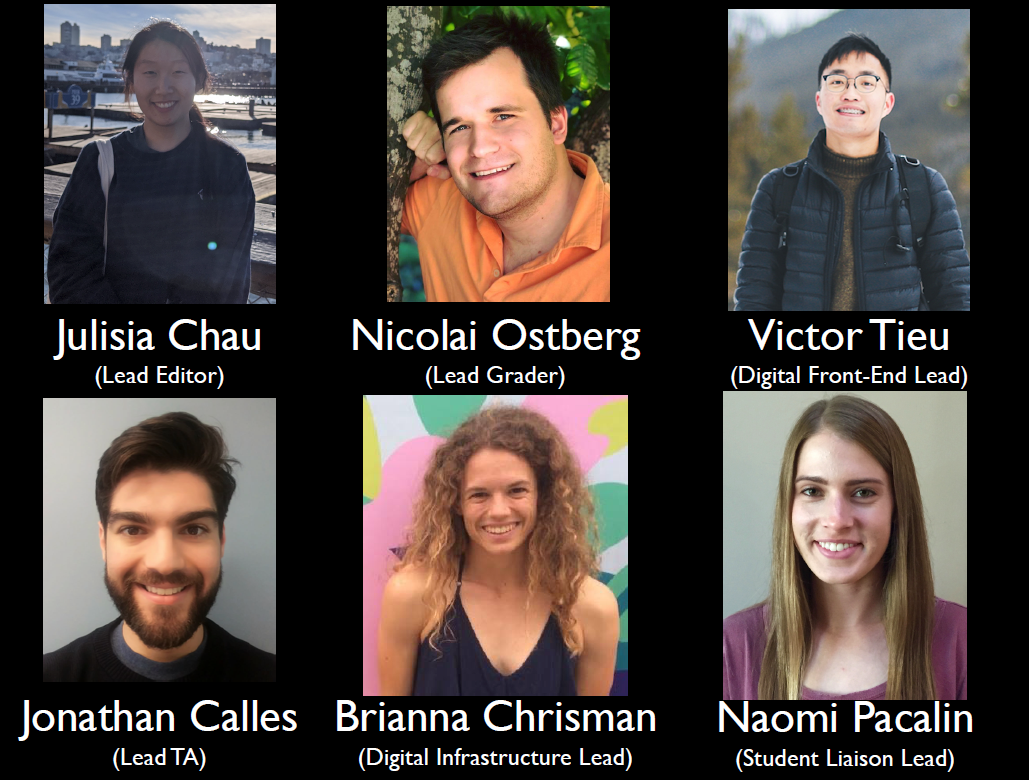 Julisia Chau
(Lead Editor)
Nicolai Ostberg
(Lead Grader)
Victor Tieu
(Digital Front-End Lead)
Jonathan Calles
(Lead TA)
Brianna Chrisman
(Digital Infrastructure Lead)
Naomi Pacalin
(Student Liaison Lead)
39